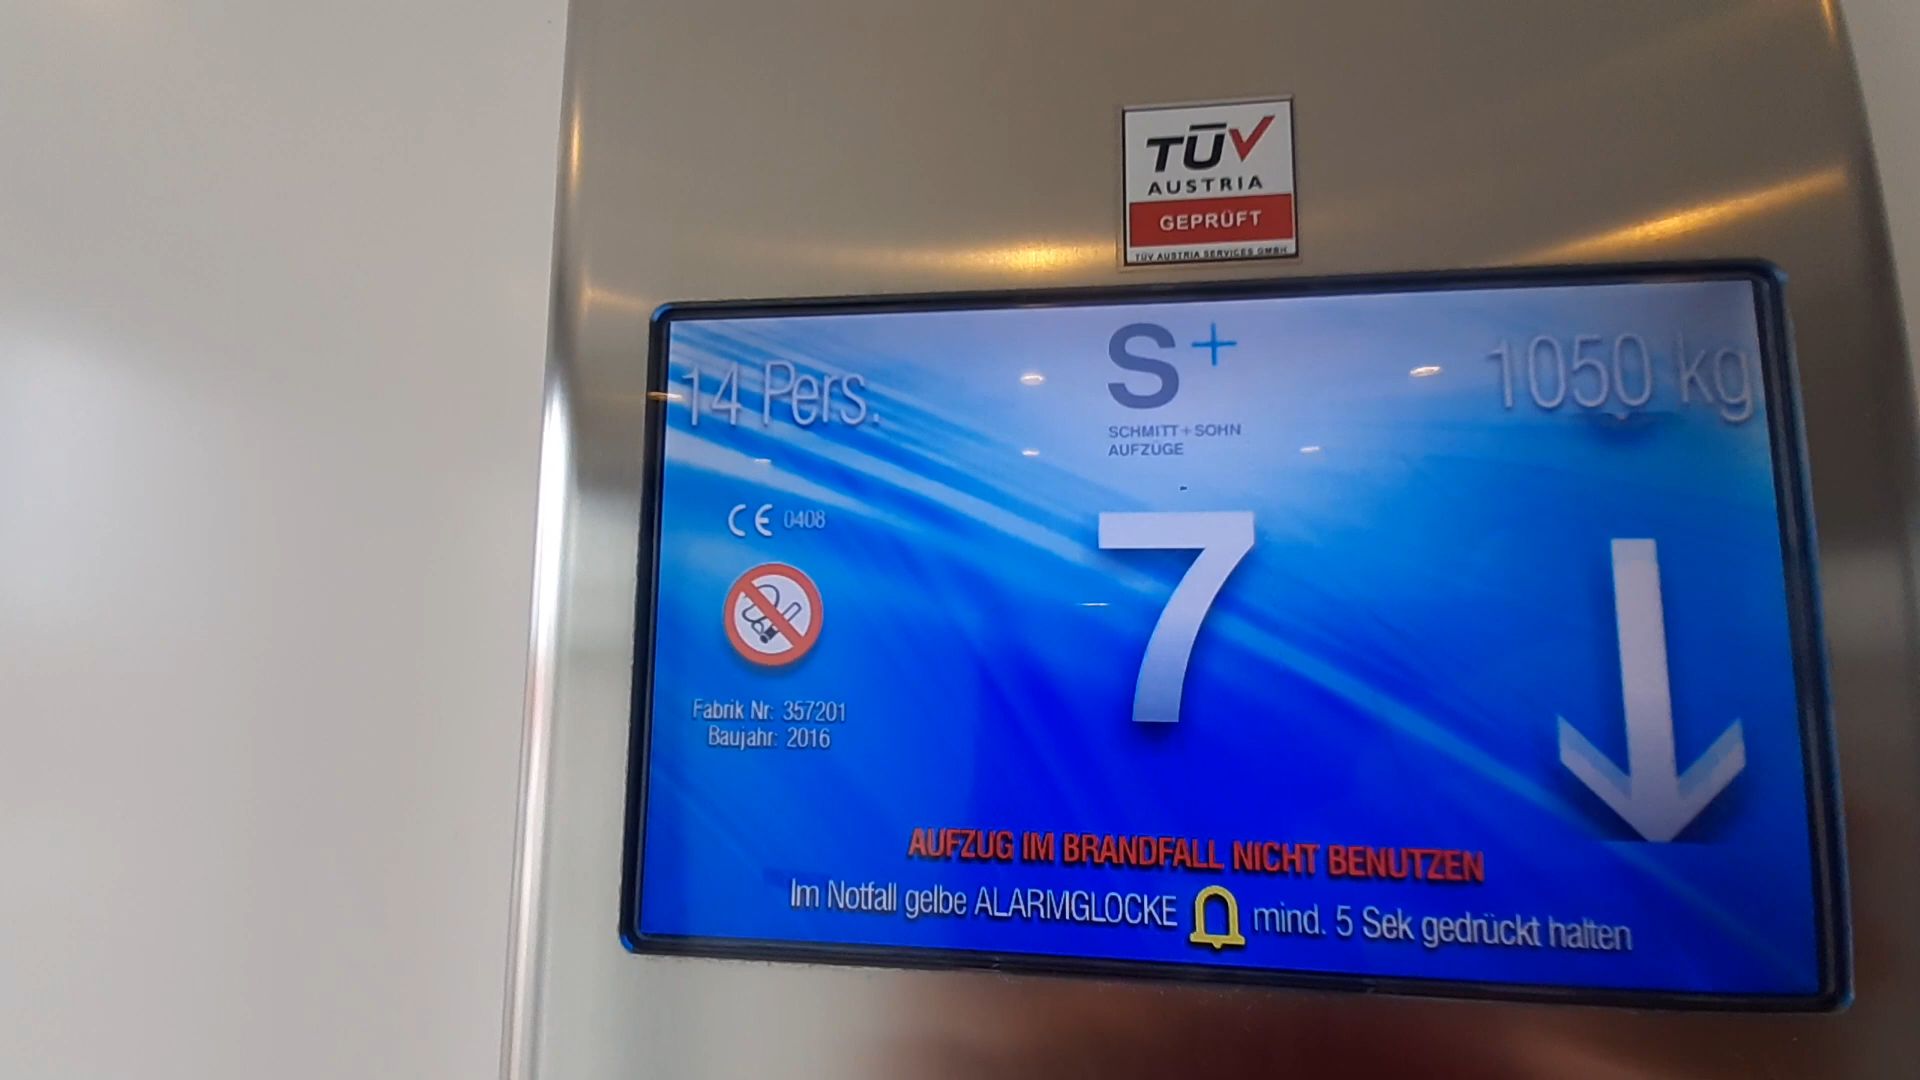 TÜV
AUSTRIA
GEPRÜFT
TÜV AUSTRIA SERVICES GMBH
14 Pers.
S+
SCHMITT+SOHN
AUFZÜGE
1050 kg
CE 0408
7
Fabrik Nr: 357201
Baujahr: 2016
AUFZUG IM BRANDFALL NICHT BENUTZEN
Im Notfall gelbe ALARMGLOCKE mind. 5 Sek gedrückt halten